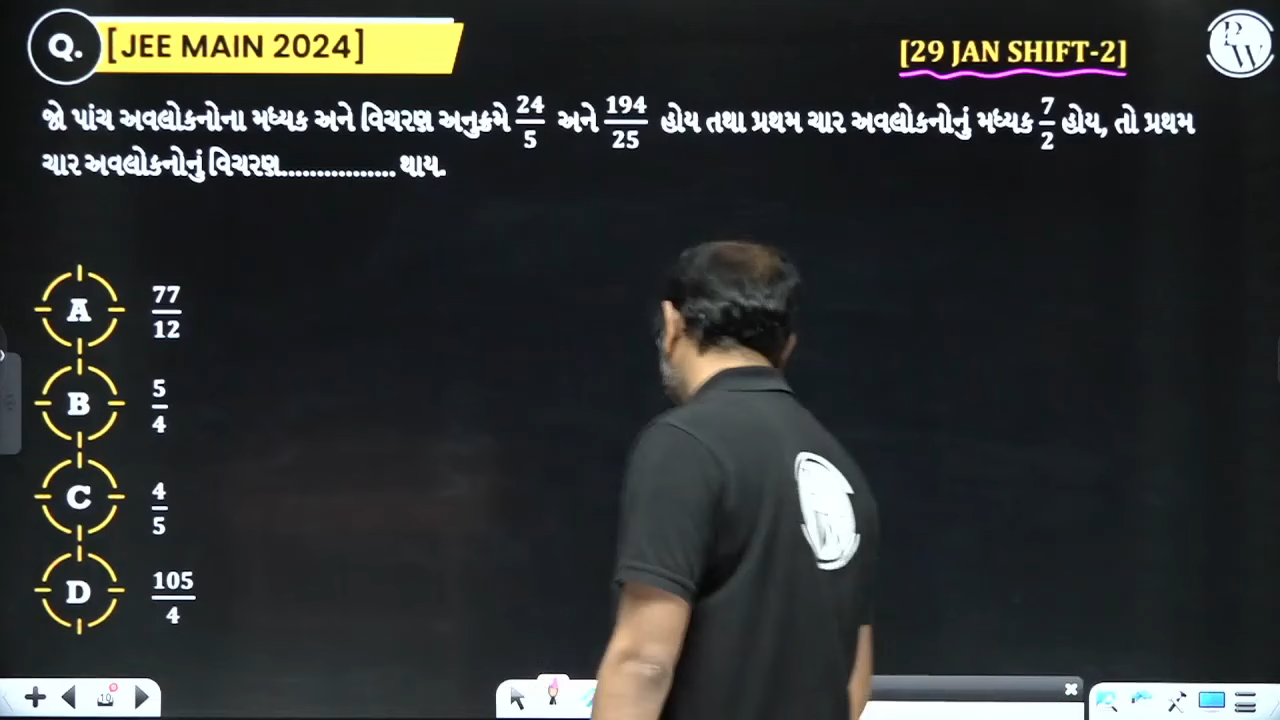 Q. [JEE MAIN 2024]
[29 JAN SHIFT-2]
PW
જો પાંચ અવલોકનોના મધ્યક અને વિચરણ અનુક્રમે 24/5 અને 194/25 હોય તથા પ્રથમ ચાર અવલોકનોનું મધ્યક 7/2 હોય, તો પ્રથમ
ચાર અવલોકનોનું વિચરણ................ થાય.
A 77/12
B 5/4
C 4/5
D 105/4
10